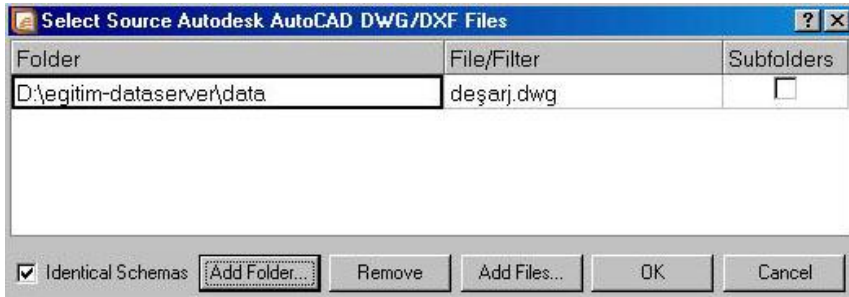 Select Source Autodesk AutoCAD DWG/DXF Files
Folder File/Filter Subfolders
D:\egitim-dataserver\data deşarj.dwg
Identical Schemas Add Folder... Remove Add Files... OK Cancel